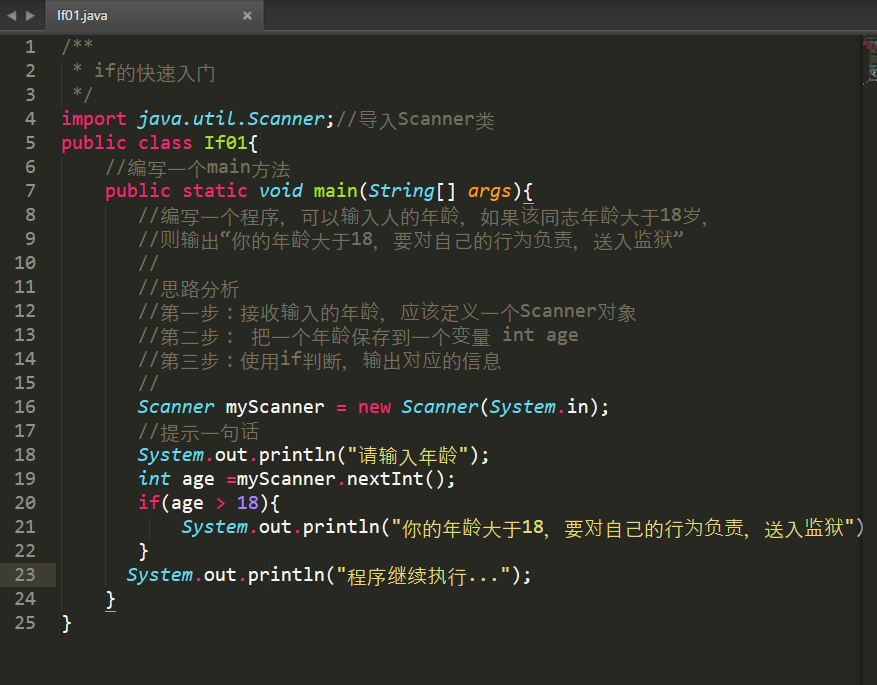 If01.java
1 /**
2  * if的快速入门
3  */
4 import java.util.Scanner;//导入Scanner类
5 public class If01{
6     //编写一个main方法
7     public static void main(String[] args){
8        //编写一个程序，可以输入人的年龄，如果该同志年龄大于18岁，
9        //则输出“你的年龄大于18，要对自己的行为负责，送入监狱”
10       //
11       //思路分析
12       //第一步：接收输入的年龄，应该定义一个Scanner对象
13       //第二步： 把一个年龄保存到一个变量 int age
14       //第三步：使用if判断，输出对应的信息
15       //
16       Scanner myScanner = new Scanner(System.in);
17       //提示一句话
18       System.out.println("请输入年龄");
19       int age =myScanner.nextInt();
20       if(age > 18){
21           System.out.println("你的年龄大于18，要对自己的行为负责，送入监狱")
22       }
23      System.out.println("程序继续执行...");
24    }
25 }